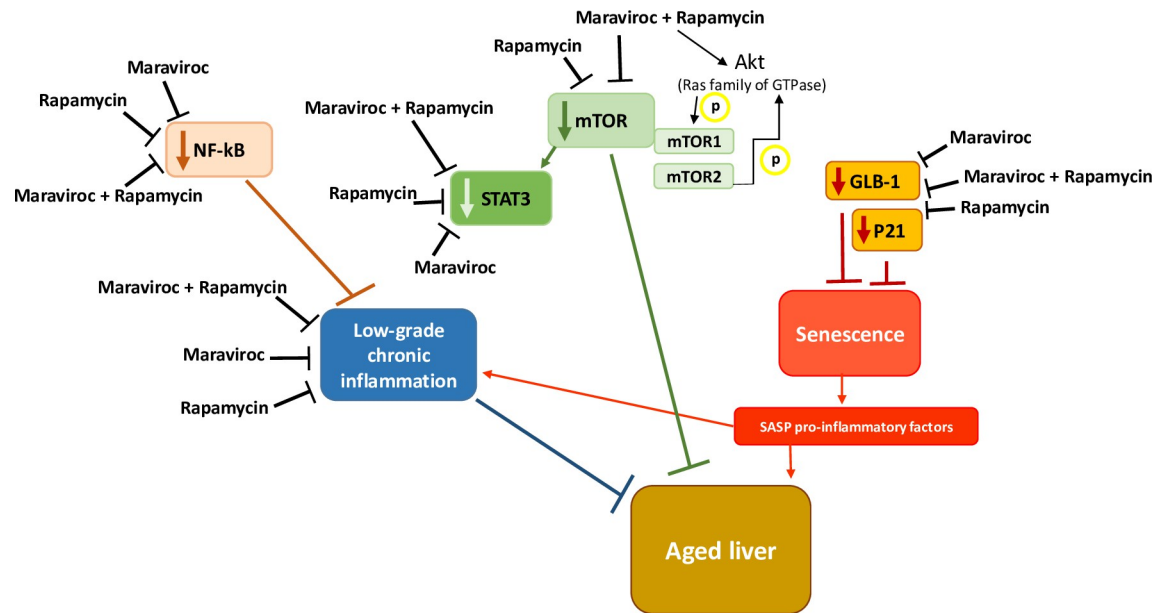 Maraviroc + Rapamycin
Rapamycin
Akt
(Ras family of GTPase)
p
mTOR
mTOR1
mTOR2
p
Maraviroc
Rapamycin
NF-kB
Maraviroc + Rapamycin
Maraviroc + Rapamycin
Rapamycin
STAT3
Maraviroc
Maraviroc
GLB-1
Maraviroc + Rapamycin
Rapamycin
P21
Maraviroc + Rapamycin
Maraviroc
Rapamycin
Low-grade
chronic
inflammation
Senescence
SASP pro-inflammatory factors
Aged liver